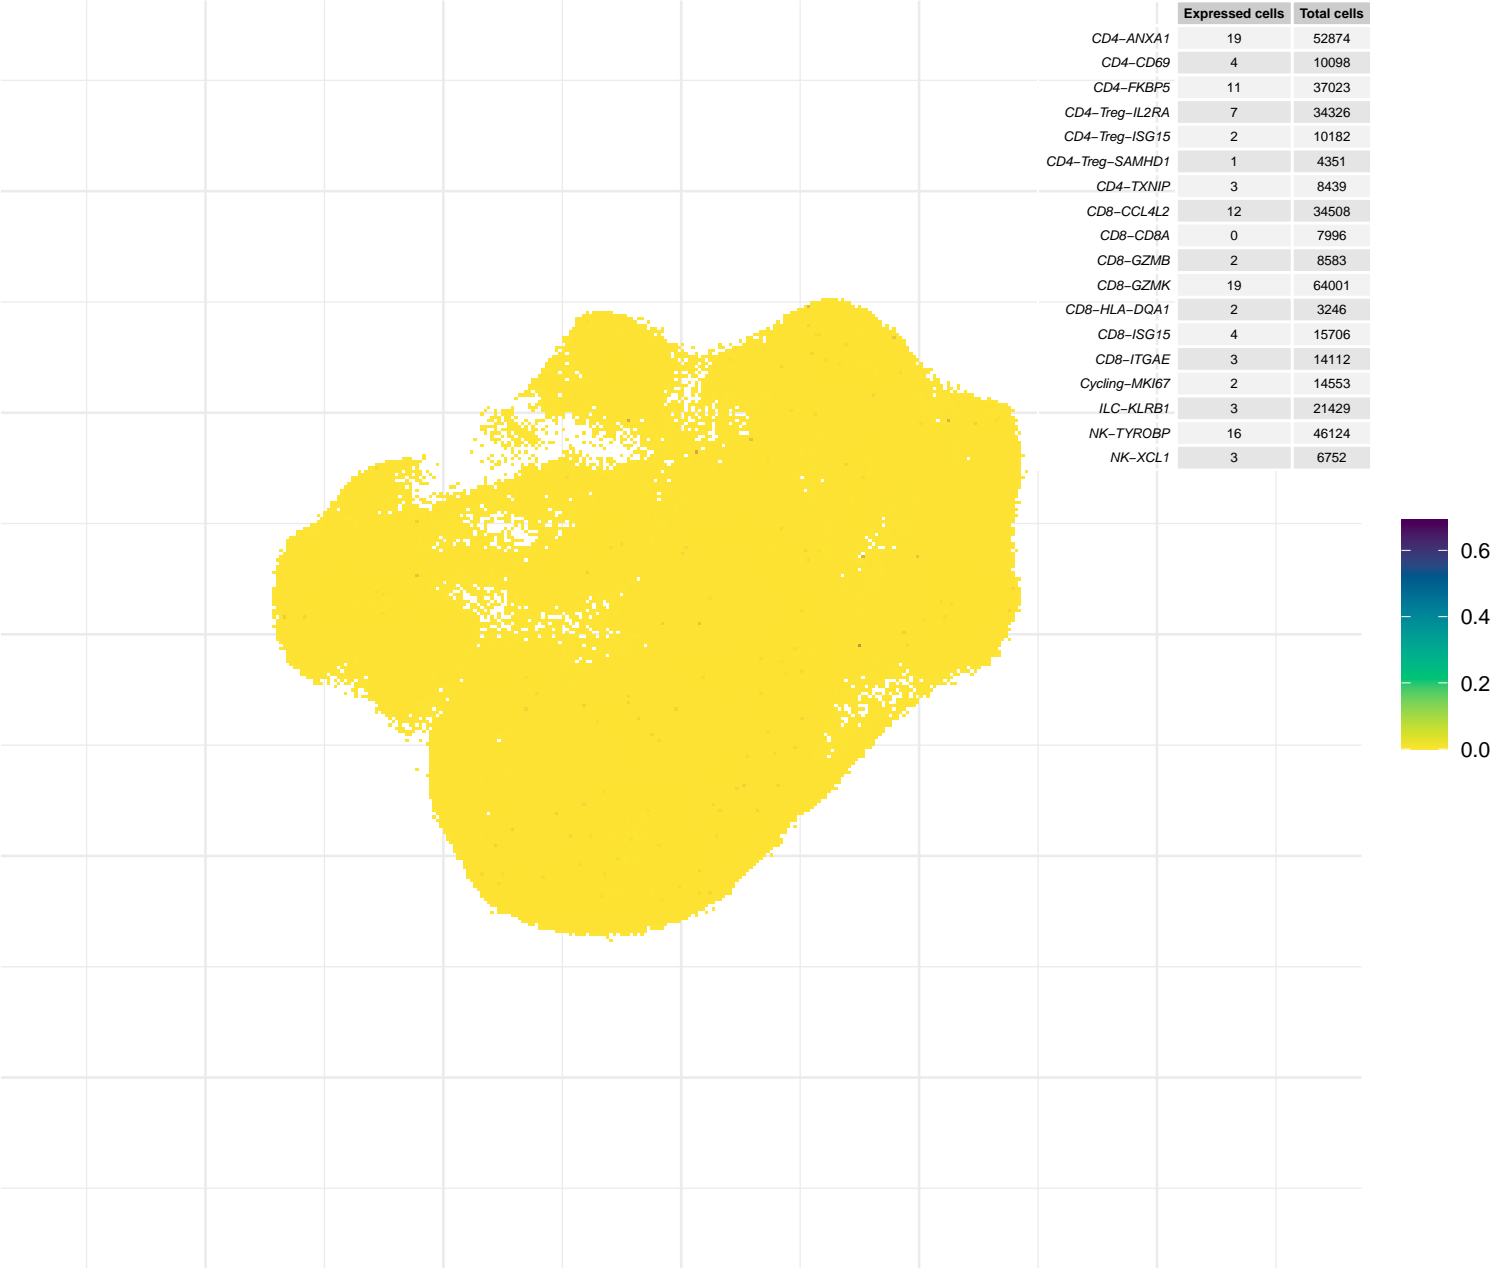 Expressed cells Total cells
CD4−ANXA1 19 52874
CD4−CD69 4 10098
CD4−FKBP5 11 37023
CD4−Treg−IL2RA 7 34326
CD4−Treg−ISG15 2 10182
CD4−Treg−SAMHD1 1 4351
CD4−TXNIP 3 8439
CD8−CCL4L2 12 34508
CD8−CD8A 0 7996
CD8−GZMB 2 8583
CD8−GZMK 19 64001
CD8−HLA−DQA1 2 3246
CD8−ISG15 4 15706
CD8−ITGAE 3 14112
Cycling−MKI67 2 14553
ILC−KLRB1 3 21429
NK−TYROBP 16 46124
NK−XCL1 3 6752
0.6
0.4
0.2
0.0